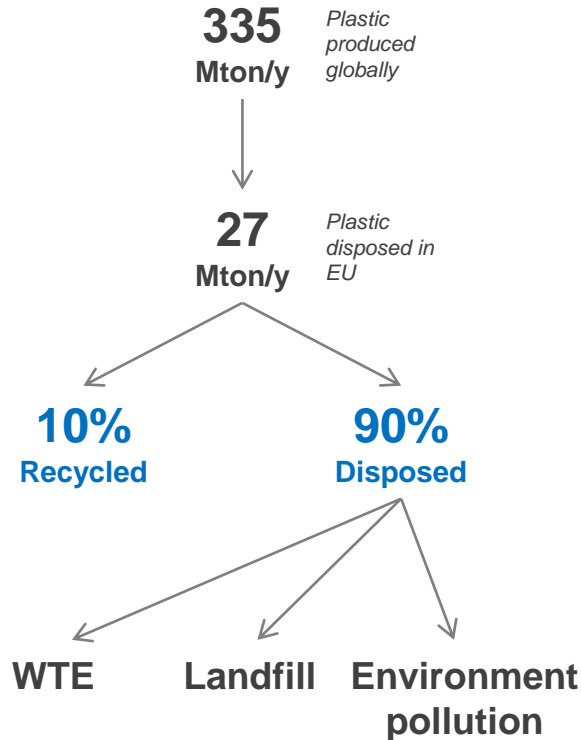 335
Mton/y
Plastic
produced
globally
27
Mton/y
Plastic
disposed in
EU
10%
Recycled
90%
Disposed
WTE
Landfill
Environment
pollution